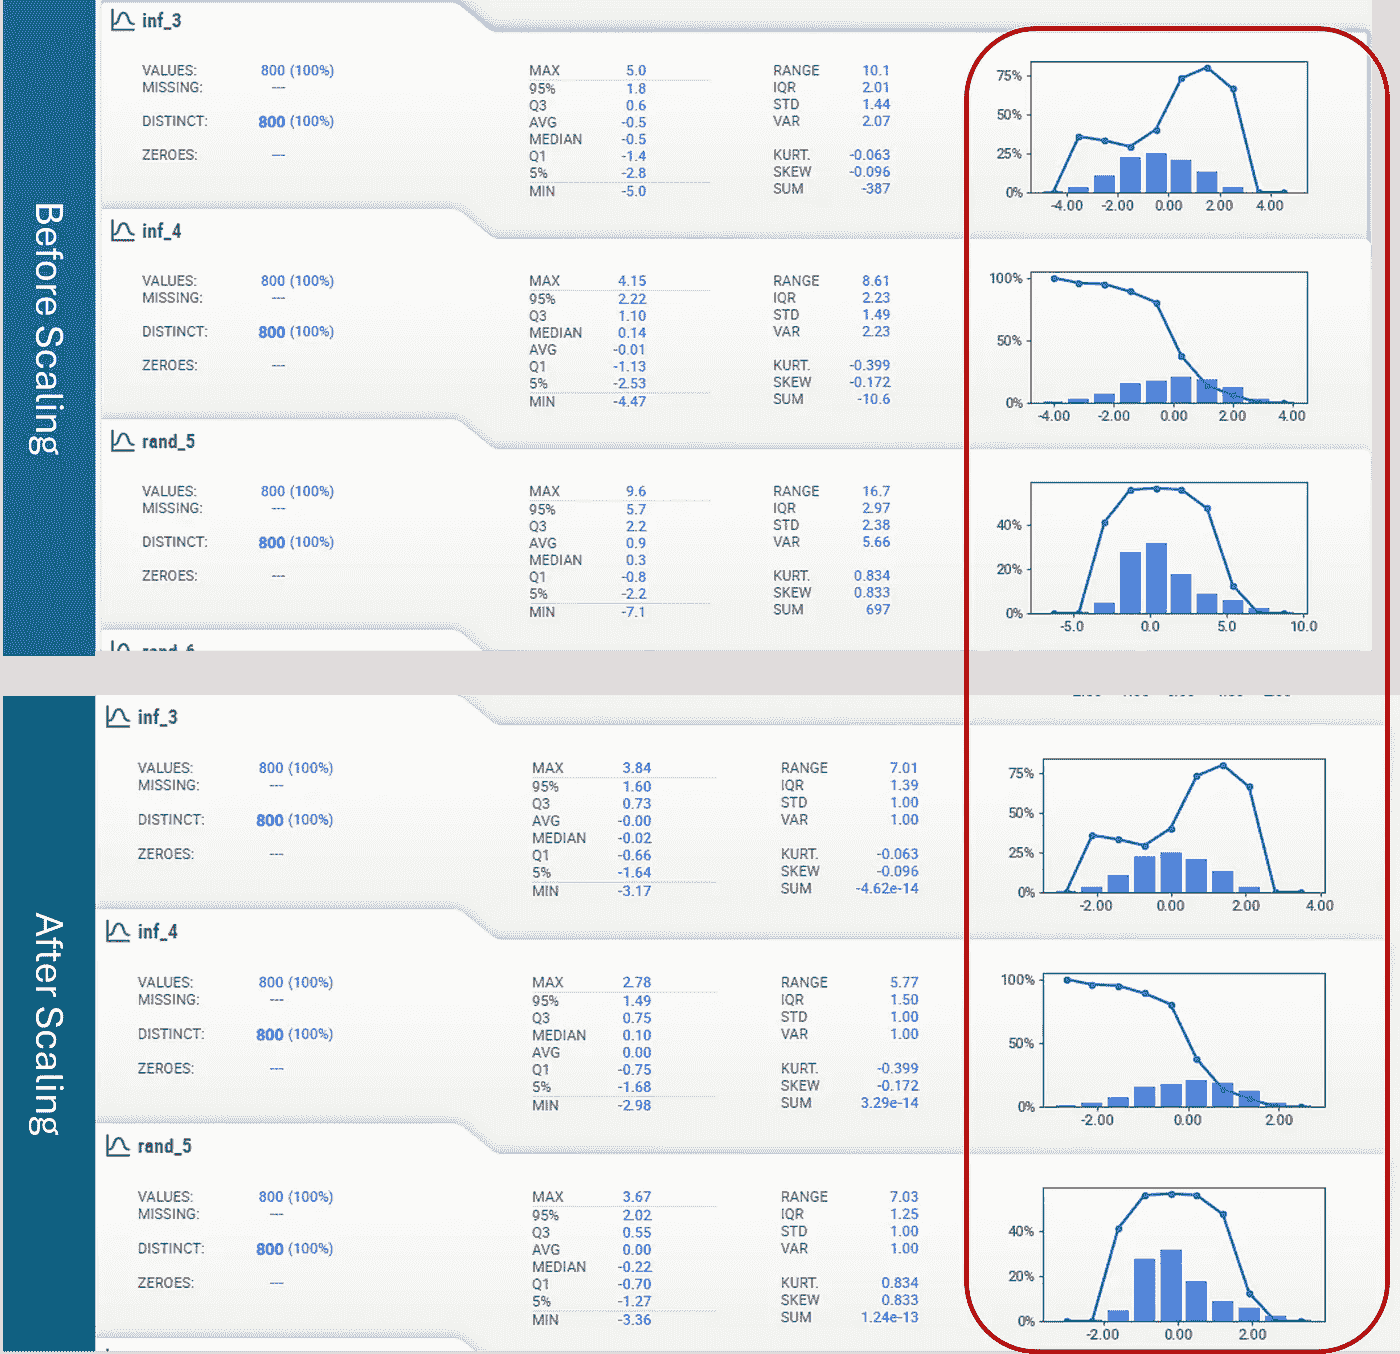 Before Scaling
inf_3
VALUES: 800 (100%) MAX 5.0 RANGE 10.1
MISSING: --- 95% 1.8 IQR 2.01
Q3 0.6 STD 1.44
DISTINCT: 800 (100%) AVG -0.5 VAR 2.07
MEDIAN -0.5
ZEROES: --- Q1 -1.4 KURT. -0.063
5% -2.8 SKEW -0.096
MIN -5.0 SUM -387
75%
50%
25%
0%
-4.00 -2.00 0.00 2.00 4.00
inf_4
VALUES: 800 (100%) MAX 4.15 RANGE 8.61
MISSING: --- 95% 2.22 IQR 2.23
Q3 1.10 STD 1.49
DISTINCT: 800 (100%) MEDIAN 0.14 VAR 2.23
AVG -0.01
ZEROES: --- Q1 -1.13 KURT. -0.399
5% -2.53 SKEW -0.172
MIN -4.47 SUM -10.6
100%
50%
0%
-4.00 -2.00 0.00 2.00 4.00
rand_5
VALUES: 800 (100%) MAX 9.6 RANGE 16.7
MISSING: --- 95% 5.7 IQR 2.97
Q3 2.2 STD 2.38
DISTINCT: 800 (100%) AVG 0.9 VAR 5.66
MEDIAN 0.3
ZEROES: --- Q1 -0.8 KURT. 0.834
5% -2.2 SKEW 0.833
MIN -7.1 SUM 697
40%
20%
0%
-5.0 0.0 5.0 10.0
After Scaling
inf_3
VALUES: 800 (100%) MAX 3.84 RANGE 7.01
MISSING: --- 95% 1.60 IQR 1.39
Q3 0.73 STD 1.00
DISTINCT: 800 (100%) AVG -0.00 VAR 1.00
MEDIAN -0.02
ZEROES: --- Q1 -0.66 KURT. -0.063
5% -1.64 SKEW -0.096
MIN -3.17 SUM -4.62e-14
75%
50%
25%
0%
-2.00 0.00 2.00 4.00
inf_4
VALUES: 800 (100%) MAX 2.78 RANGE 5.77
MISSING: --- 95% 1.49 IQR 1.50
Q3 0.75 STD 1.00
DISTINCT: 800 (100%) MEDIAN 0.10 VAR 1.00
AVG 0.00
ZEROES: --- Q1 -0.75 KURT. -0.399
5% -1.68 SKEW -0.172
MIN -2.98 SUM 3.29e-14
100%
50%
0%
-2.00 0.00 2.00
rand_5
VALUES: 800 (100%) MAX 3.67 RANGE 7.03
MISSING: --- 95% 2.02 IQR 1.25
Q3 0.55 STD 1.00
DISTINCT: 800 (100%) AVG 0.00 VAR 1.00
MEDIAN -0.22
ZEROES: --- Q1 -0.70 KURT. 0.834
5% -1.27 SKEW 0.833
MIN -3.36 SUM 1.24e-13
40%
20%
0%
-2.00 0.00 2.00